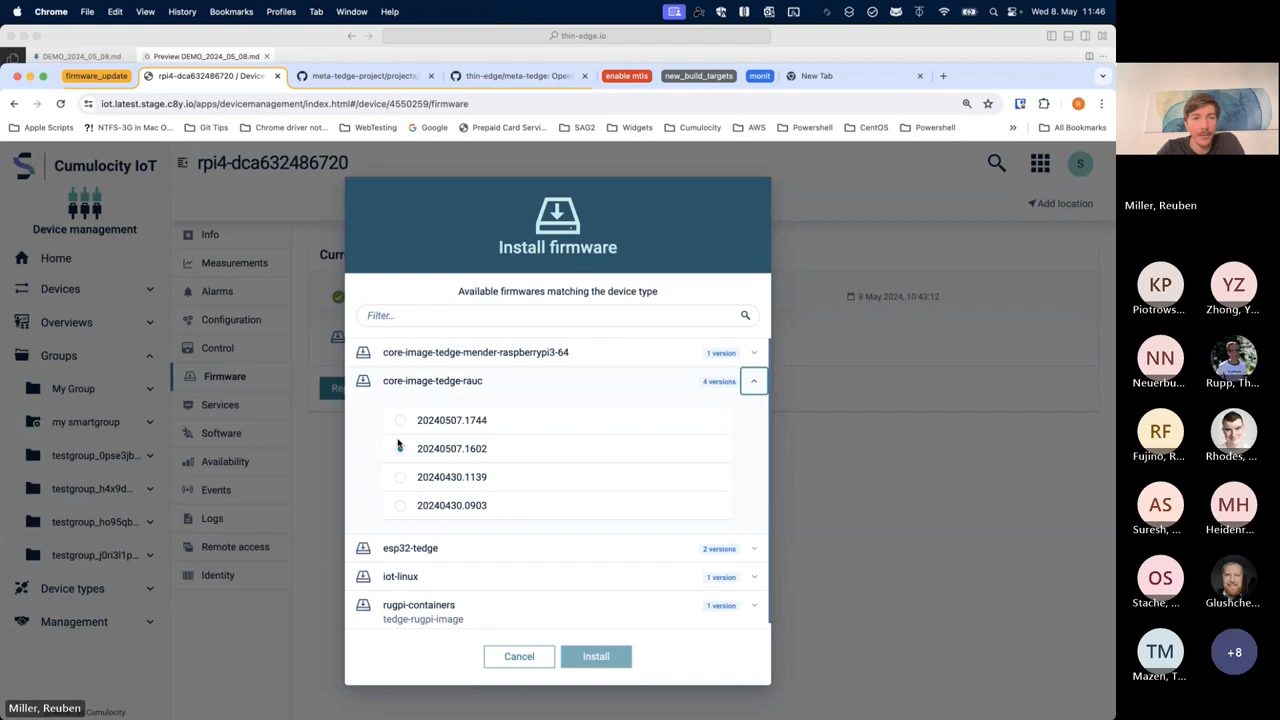 Chrome File Edit View History Bookmarks Profiles Tab Window Help Wed 8. May 11:46
thin-edge.io
DEMO_2024_05_08.md Preview DEMO_2024_05_08.md
firmware_update rpi4-dca632486720 / Device meta-tedge-project/projects/ thin-edge/meta-tedge: Open enable mtls new_build_targets monit New Tab
iot.latest.stage.c8y.io/apps/devicemanagement/index.html#/device/4550259/firmware R
Apple Scripts ?! NTFS-3G in Mac O... Git Tips Chrome driver not... WebTesting Google Prepaid Card Servi... SAG2 Widgets Cumulocity AWS Powershell CentOS Powershell » All Bookmarks
Cumulocity IoT
rpi4-dca632486720
S
Device management
Home
Devices
Overviews
Groups
My Group
my smartgroup
testgroup_0pse3jb...
testgroup_h4x9d...
testgroup_ho95qb...
testgroup_j0ri3l1p...
Device types
Management
Cumulocity
Info
Measurements
Alarms
Configuration
Control
Firmware
Services
Software
Availability
Events
Logs
Remote access
Identity
Add location
Curre
8 May 2024, 10:43:12
Rep
Install firmware
Available firmwares matching the device type
Filter...
core-image-tedge-mender-raspberrypi3-64 1 version
core-image-tedge-rauc 4 versions
20240507.1744
20240507.1602
20240430.1139
20240430.0903
esp32-tedge 2 versions
iot-linux 1 version
rugpi-containers 1 version
tedge-rugpi-image
Cancel Install
Miller, Reuben
Miller, Reuben
KP YZ
Piotrows... Zhong, Y...
NN
Neuerbu... Rupp, Th...
RF
Fujino, R... Rhodes, ...
AS MH
Suresh, ... Heidenr...
OS
Stache, ... Glushche...
TM +8
Mazen, T...